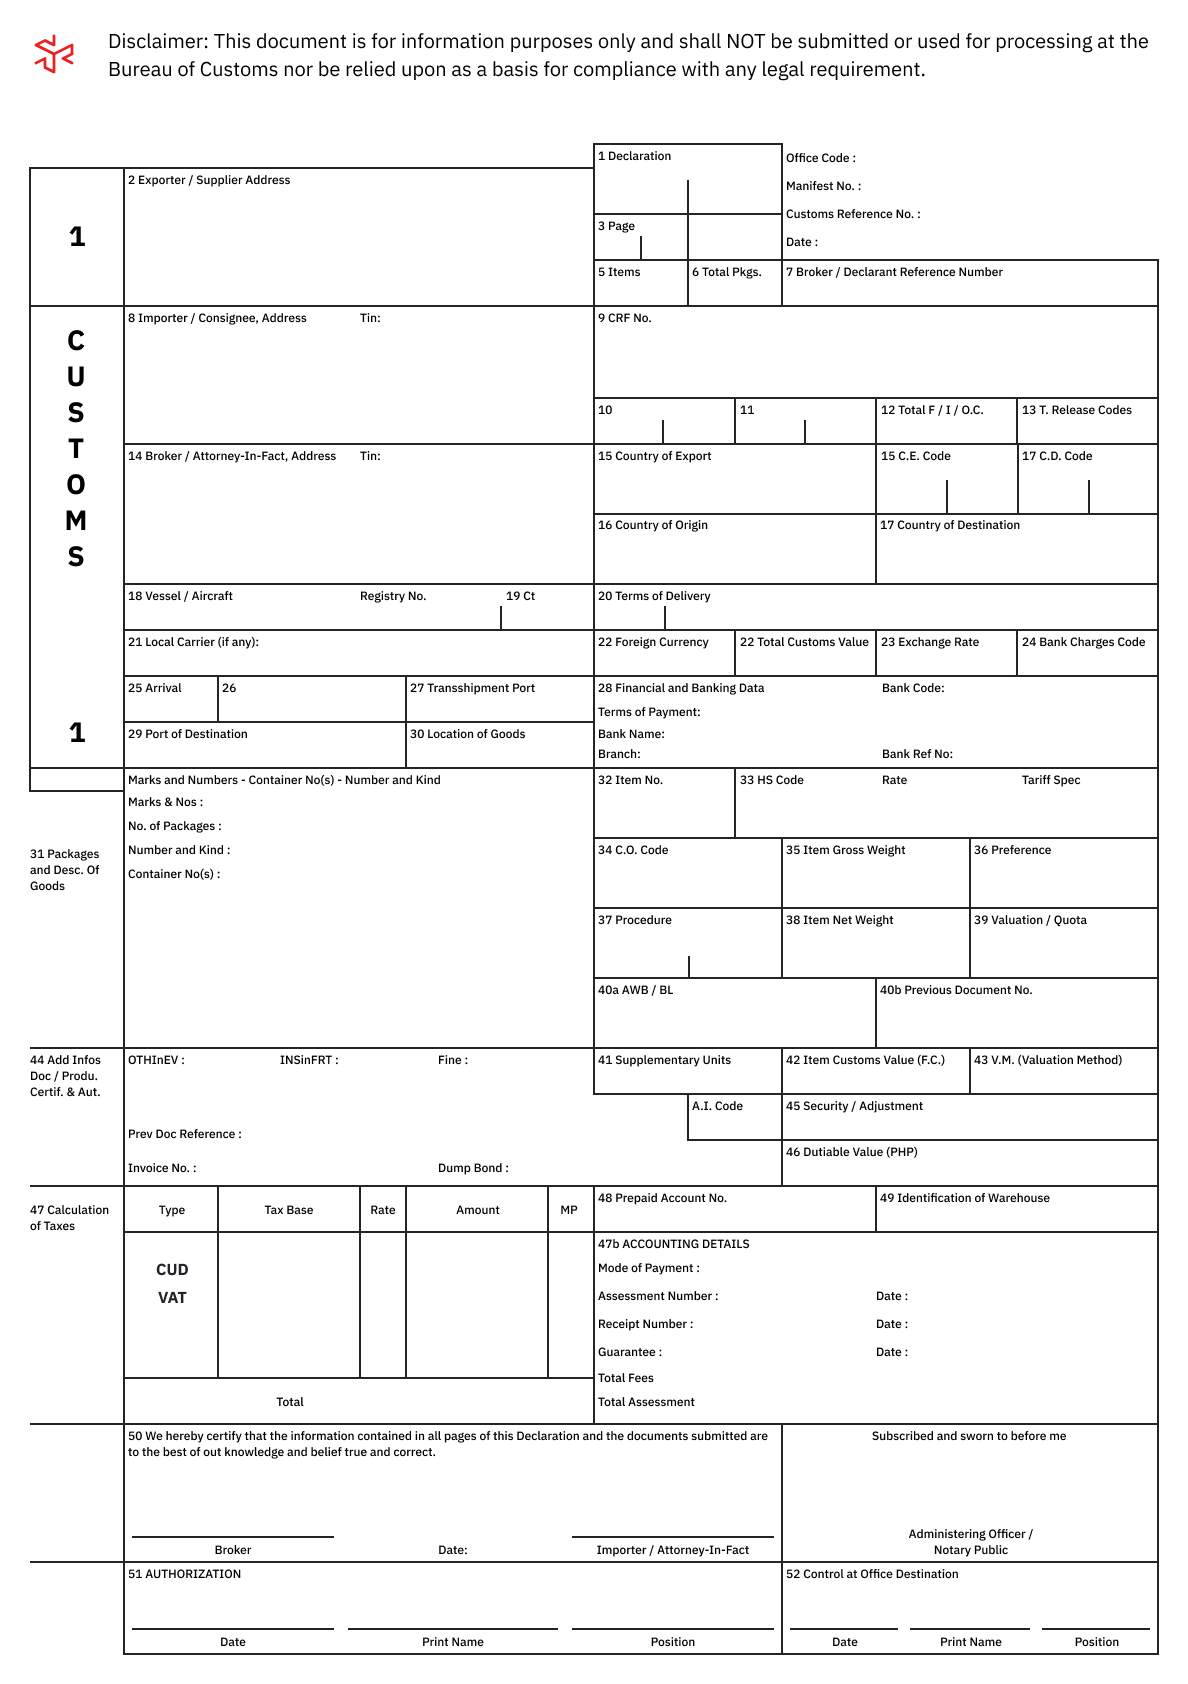 Disclaimer: This document is for information purposes only and shall NOT be submitted or used for processing at the
Bureau of Customs nor be relied upon as a basis for compliance with any legal requirement.
1 Declaration
Office Code :
Manifest No. :
Customs Reference No. :
Date :
1
2 Exporter / Supplier Address
3 Page
5 Items
6 Total Pkgs.
7 Broker / Declarant Reference Number
C
U
S
T
O
M
S
1
8 Importer / Consignee, Address
Tin:
9 CRF No.
10
11
12 Total F / I / O.C.
13 T. Release Codes
14 Broker / Attorney-In-Fact, Address
Tin:
15 Country of Export
15 C.E. Code
17 C.D. Code
16 Country of Origin
17 Country of Destination
18 Vessel / Aircraft
Registry No.
19 Ct
20 Terms of Delivery
21 Local Carrier (if any):
22 Foreign Currency
22 Total Customs Value
23 Exchange Rate
24 Bank Charges Code
25 Arrival
26
27 Transshipment Port
28 Financial and Banking Data
Bank Code:
Terms of Payment:
Bank Name:
Branch:
Bank Ref No:
29 Port of Destination
30 Location of Goods
31 Packages
and Desc. Of
Goods
Marks and Numbers - Container No(s) - Number and Kind
Marks & Nos :
No. of Packages :
Number and Kind :
Container No(s) :
32 Item No.
33 HS Code
Rate
Tariff Spec
34 C.O. Code
35 Item Gross Weight
36 Preference
37 Procedure
38 Item Net Weight
39 Valuation / Quota
40a AWB / BL
40b Previous Document No.
44 Add Infos
Doc / Produ.
Certif. & Aut.
OTHInEV :
INSinFRT :
Fine :
Prev Doc Reference :
Invoice No. :
Dump Bond :
41 Supplementary Units
42 Item Customs Value (F.C.)
43 V.M. (Valuation Method)
A.I. Code
45 Security / Adjustment
46 Dutiable Value (PHP)
47 Calculation
of Taxes
Type
Tax Base
Rate
Amount
MP
CUD
VAT
Total
48 Prepaid Account No.
49 Identification of Warehouse
47b ACCOUNTING DETAILS
Mode of Payment :
Assessment Number :
Date :
Receipt Number :
Date :
Guarantee :
Date :
Total Fees
Total Assessment
50 We hereby certify that the information contained in all pages of this Declaration and the documents submitted are
to the best of out knowledge and belief true and correct.
Broker
Date:
Importer / Attorney-In-Fact
Subscribed and sworn to before me
Administering Officer /
Notary Public
51 AUTHORIZATION
Date
Print Name
Position
52 Control at Office Destination
Date
Print Name
Position